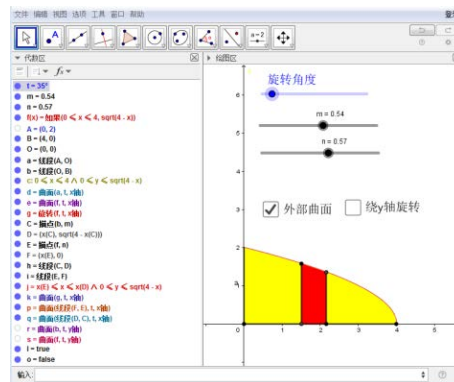 文件 编辑 视图 选项 工具 窗口 帮助
a=2
代数区
绘图区
t = 35°
m = 0.54
n = 0.57
f(x) = 如果(0 ≤ x ≤ 4, sqrt(4 - x))
A = (0, 2)
B = (4, 0)
O = (0, 0)
a = 线段(A, O)
b = 线段(O, B)
c: 0 ≤ x ≤ 4 ∧ 0 ≤ y ≤ sqrt(4 - x)
d = 曲面(a, t, x轴)
e = 曲面(f, t, x轴)
g = 旋转(f, t, x轴)
C = 描点(b, m)
D = (x(C), sqrt(4 - x(C)))
E = 描点(f, n)
F = (x(E), 0)
h = 线段(C, D)
i = 线段(E, F)
j = x(E) ≤ x ≤ x(D) ∧ 0 ≤ y ≤ sqrt(4 - x)
k = 曲面(g, t, x轴)
p = 曲面(线段(F, E), t, x轴)
q = 曲面(线段(D, C), t, x轴)
r = 曲面(b, t, y轴)
s = 曲面(f, t, y轴)
l = true
o = false
旋转角度
m = 0.54
n = 0.57
外部曲面
绕y轴旋转
6
5
4
3
2
1
a
0
1
2
3
4
5
输入: